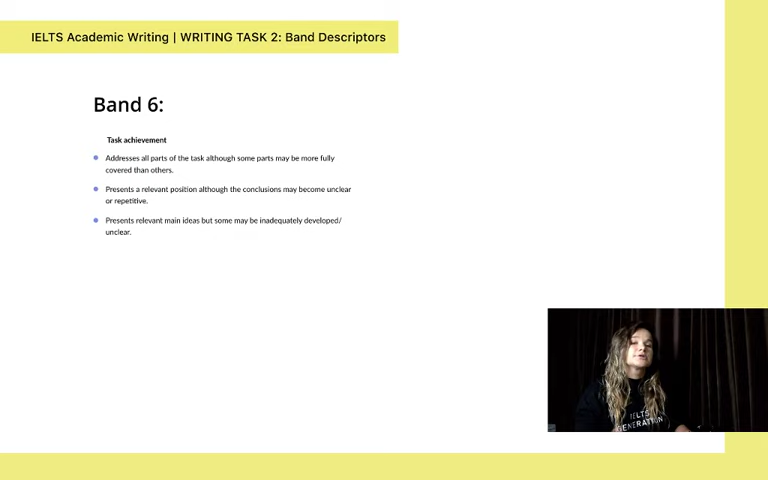 IELTS Academic Writing | WRITING TASK 2: Band Descriptors
Band 6:
Task achievement
Addresses all parts of the task although some parts may be more fully
covered than others.
Presents a relevant position although the conclusions may become unclear
or repetitive.
Presents relevant main ideas but some may be inadequately developed/
unclear.
IELTS
GENERATION